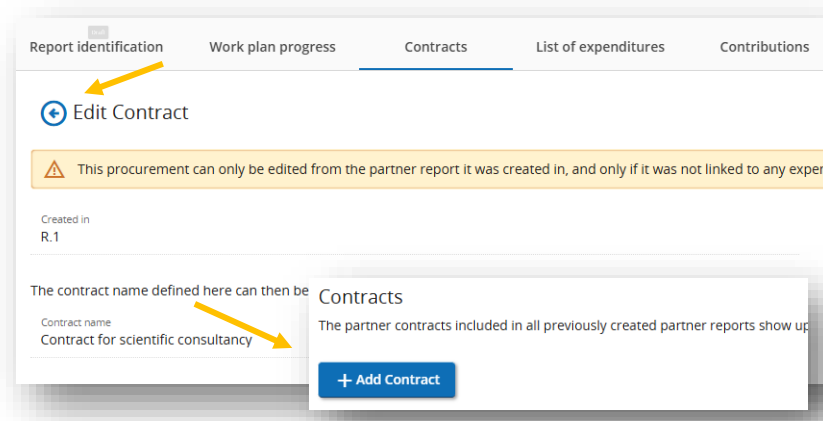 Report identification Work plan progress Contracts List of expenditures Contributions
Edit Contract
This procurement can only be edited from the partner report it was created in, and only if it was not linked to any exper
Created in
R.1
The contract name defined here can then be
Contract name
Contract for scientific consultancy
Contracts
The partner contracts included in all previously created partner reports show up
+ Add Contract